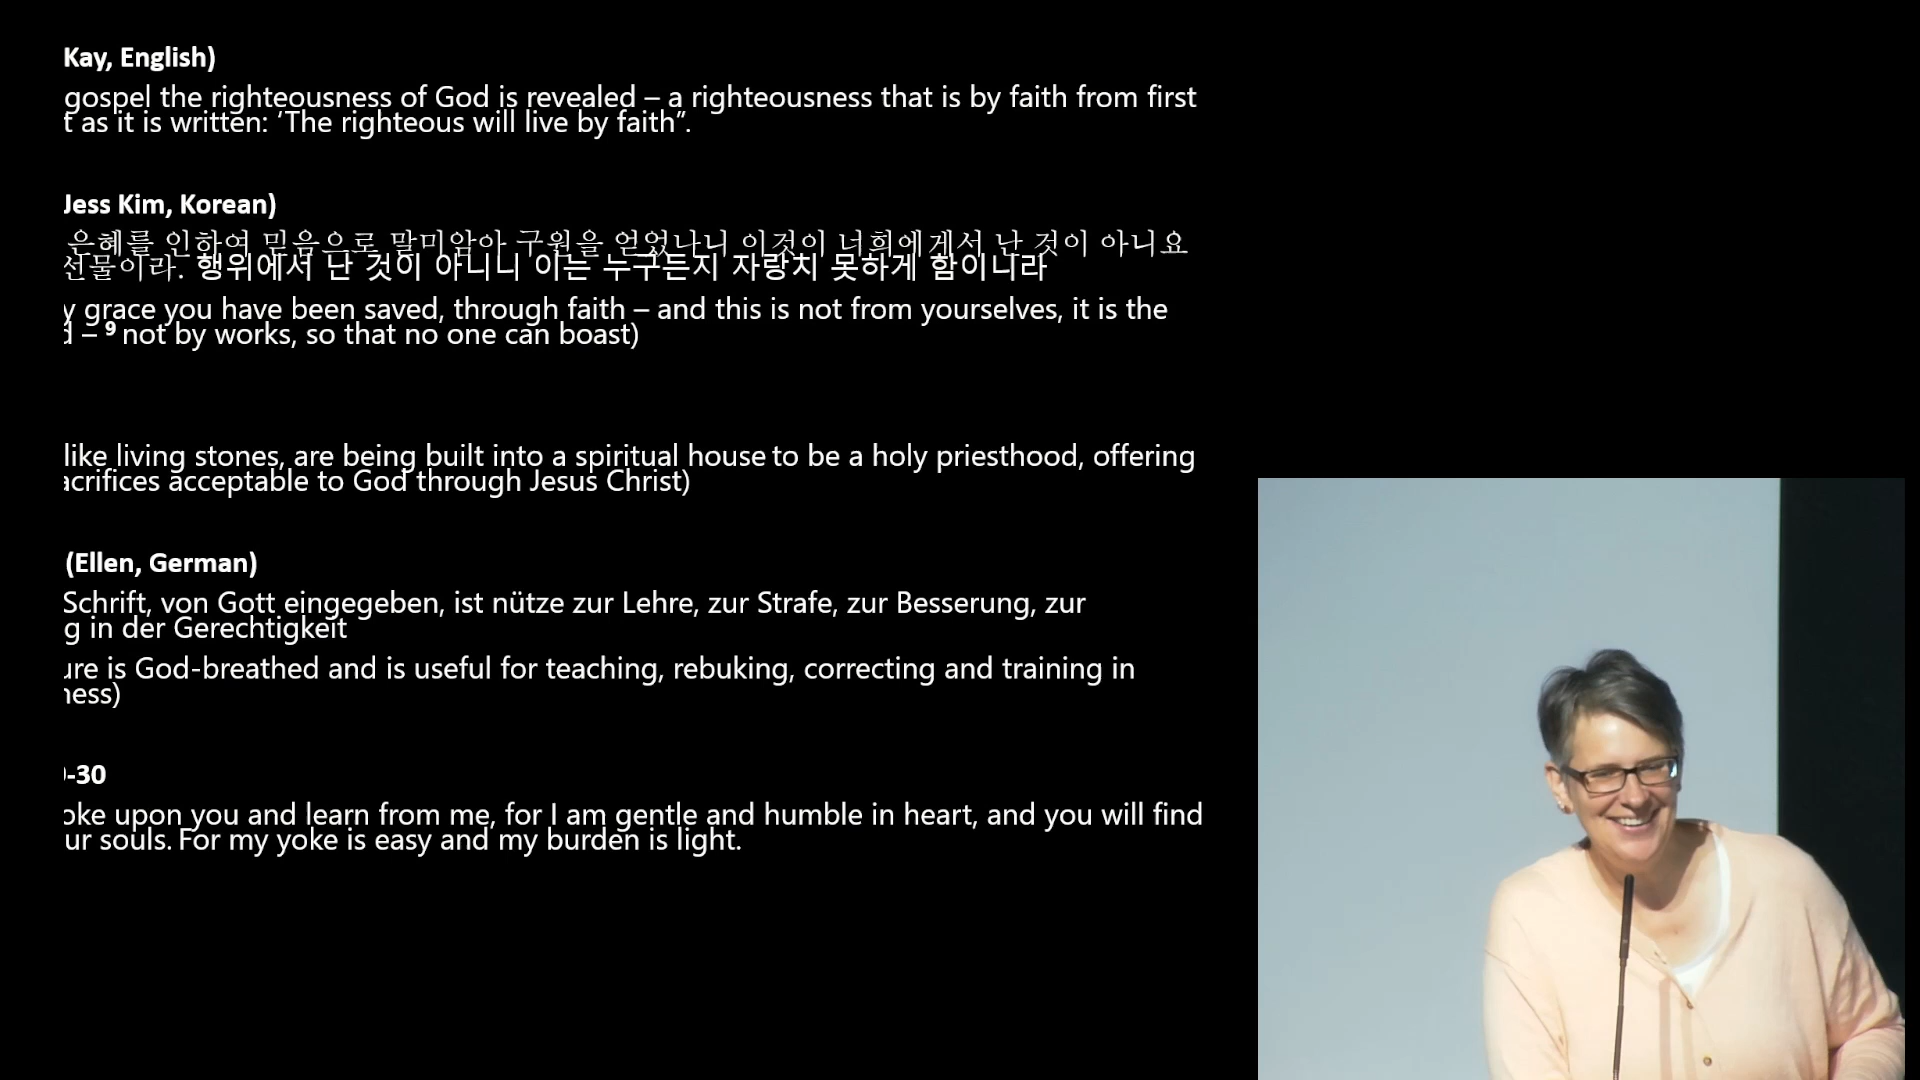 Kay, English)
gospel the righteousness of God is revealed – a righteousness that is by faith from first
t as it is written: ‘The righteous will live by faith”.
Jess Kim, Korean)
은혜를 인하여 믿음으로 말미암아 구원을 얻었나니 이것이 너희에게서 난 것이 아니요
선물이라. 행위에서 난 것이 아니니 이는 누구든지 자랑치 못하게 함이니라
y grace you have been saved, through faith – and this is not from yourselves, it is the
d – ⁹ not by works, so that no one can boast)
like living stones, are being built into a spiritual house to be a holy priesthood, offering
acrifices acceptable to God through Jesus Christ)
(Ellen, German)
Schrift, von Gott eingegeben, ist nütze zur Lehre, zur Strafe, zur Besserung, zur
g in der Gerechtigkeit
ure is God-breathed and is useful for teaching, rebuking, correcting and training in
ness)
-30
oke upon you and learn from me, for I am gentle and humble in heart, and you will find
ur souls. For my yoke is easy and my burden is light.